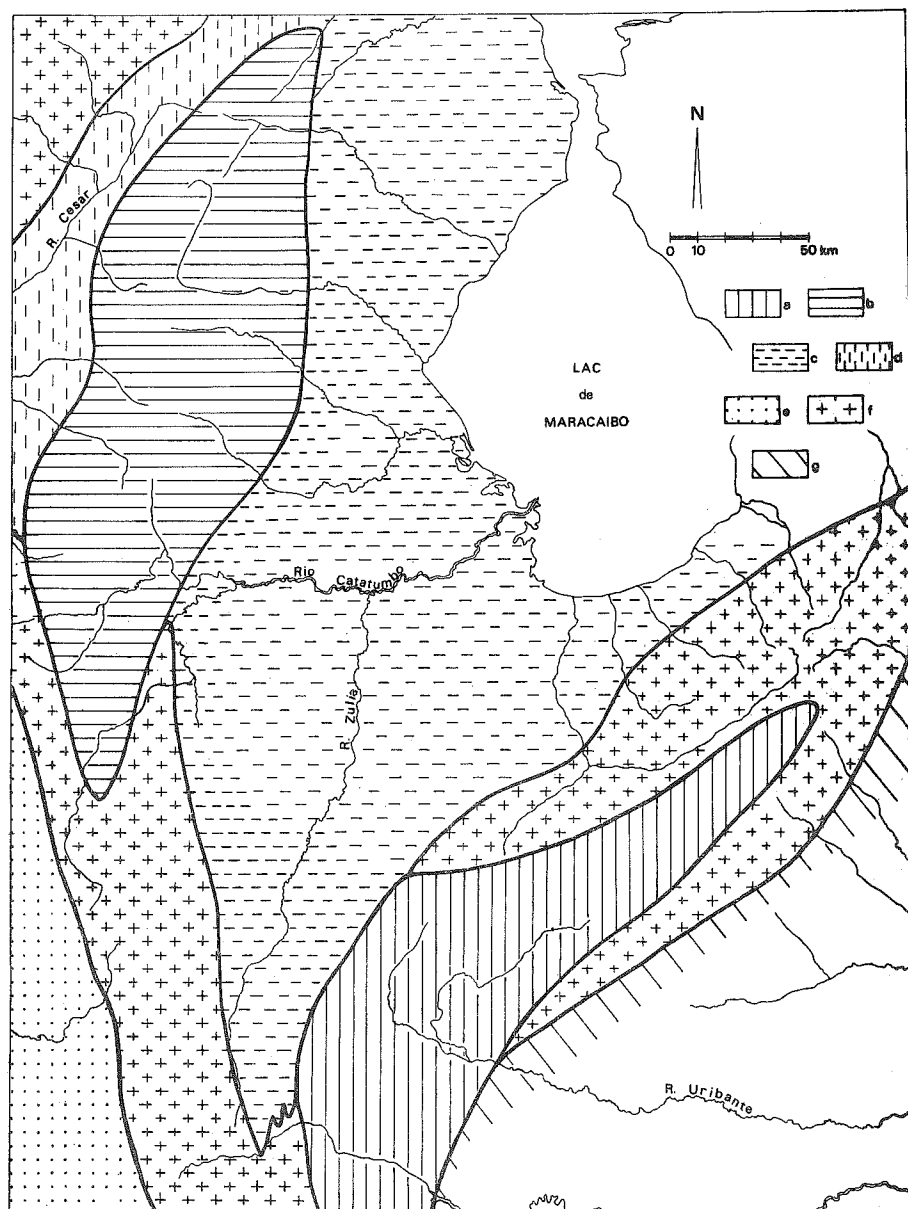 N
R. Cesar
0 10 50 km
a b
LAC
de
MARACAIBO
c d
e f
g
Rio Catatumbo
R. Zulia
R. Uribante